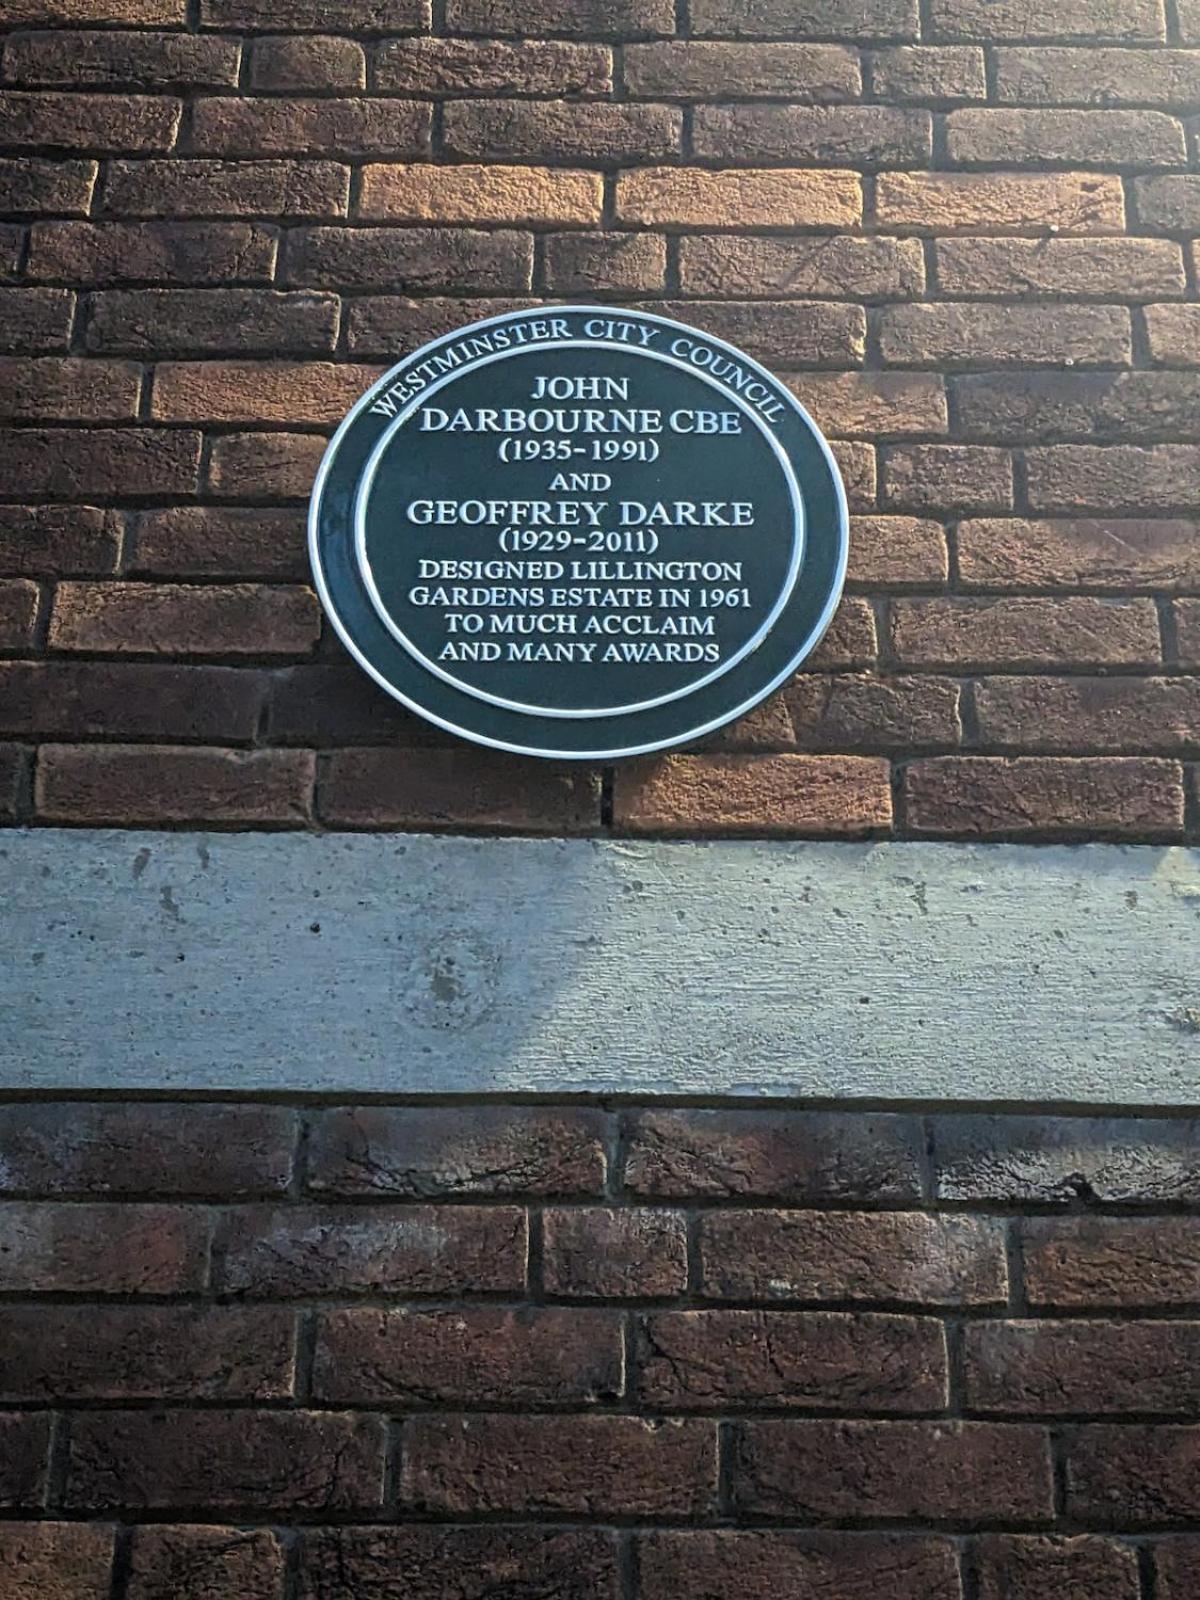 WESTMINSTER CITY COUNCIL
JOHN
DARBOURNE CBE
(1935-1991)
AND
GEOFFREY DARKE
(1929-2011)
DESIGNED LILLINGTON
GARDENS ESTATE IN 1961
TO MUCH ACCLAIM
AND MANY AWARDS